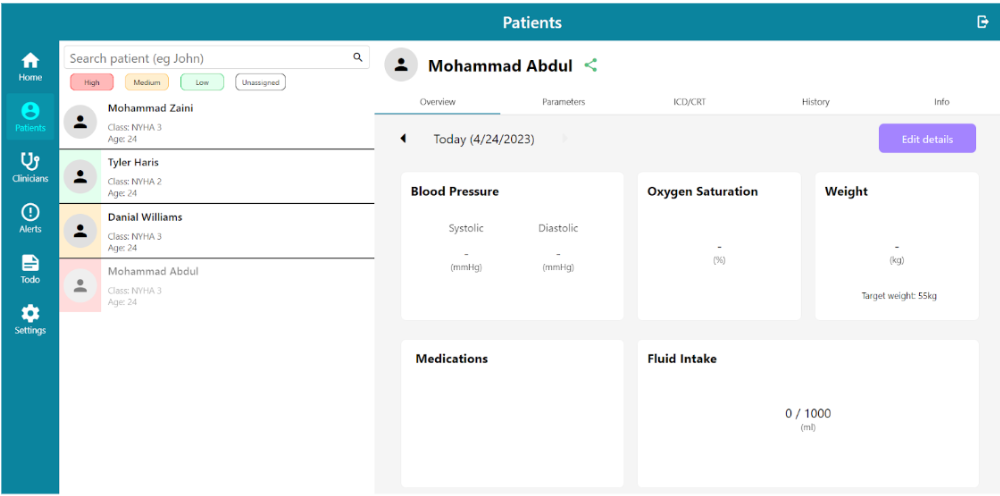 Patients
Home
Patients
Clinicians
Alerts
Todo
Settings
Search patient (eg John)
High Medium Low Unassigned
Mohammad Zaini
Class: NYHA 3
Age: 24
Tyler Haris
Class: NYHA 2
Age: 24
Danial Williams
Class: NYHA 3
Age: 24
Mohammad Abdul
Class: NYHA 3
Age: 24
Mohammad Abdul
Overview Parameters ICD/CRT History Info
Today (4/24/2023)
Edit details
Blood Pressure
Systolic Diastolic
- -
(mmHg) (mmHg)
Oxygen Saturation
-
(%)
Weight
-
(kg)
Target weight: 55kg
Medications
Fluid Intake
0 / 1000
(ml)